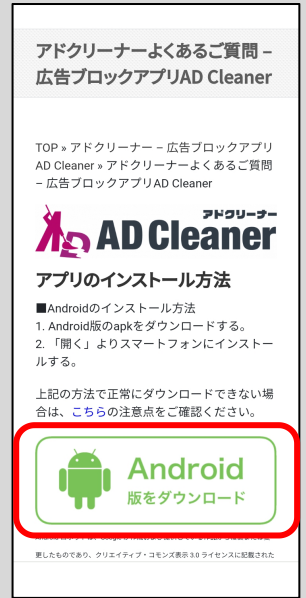 アドクリーナーよくあるご質問 –
広告ブロックアプリAD Cleaner
TOP » アドクリーナー – 広告ブロックアプリ
AD Cleaner » アドクリーナーよくあるご質問
– 広告ブロックアプリAD Cleaner
アドクリーナー
AD Cleaner
アプリのインストール方法
■Androidのインストール方法
1. Android版のapkをダウンロードする。
2. 「開く」よりスマートフォンにインストー
ルする。
上記の方法で正常にダウンロードできない場
合は、こちらの注意点をご確認ください。
Android
版をダウンロード
更したものであり、クリエイティブ・コモンズ表示 3.0 ライセンスに記載された